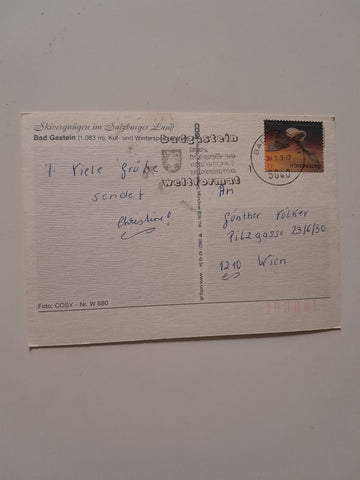 Skivergnügen im Salzburger Land
Bad Gastein (1.083 m), Kur- und Wintersp
badgastein
weltformat
5640
Viele Grüße
sendet
Christine!
An
Günther Volker
Pilzgasse 23/6/30
1210 Wien
Foto: COSY - Nr. W 680